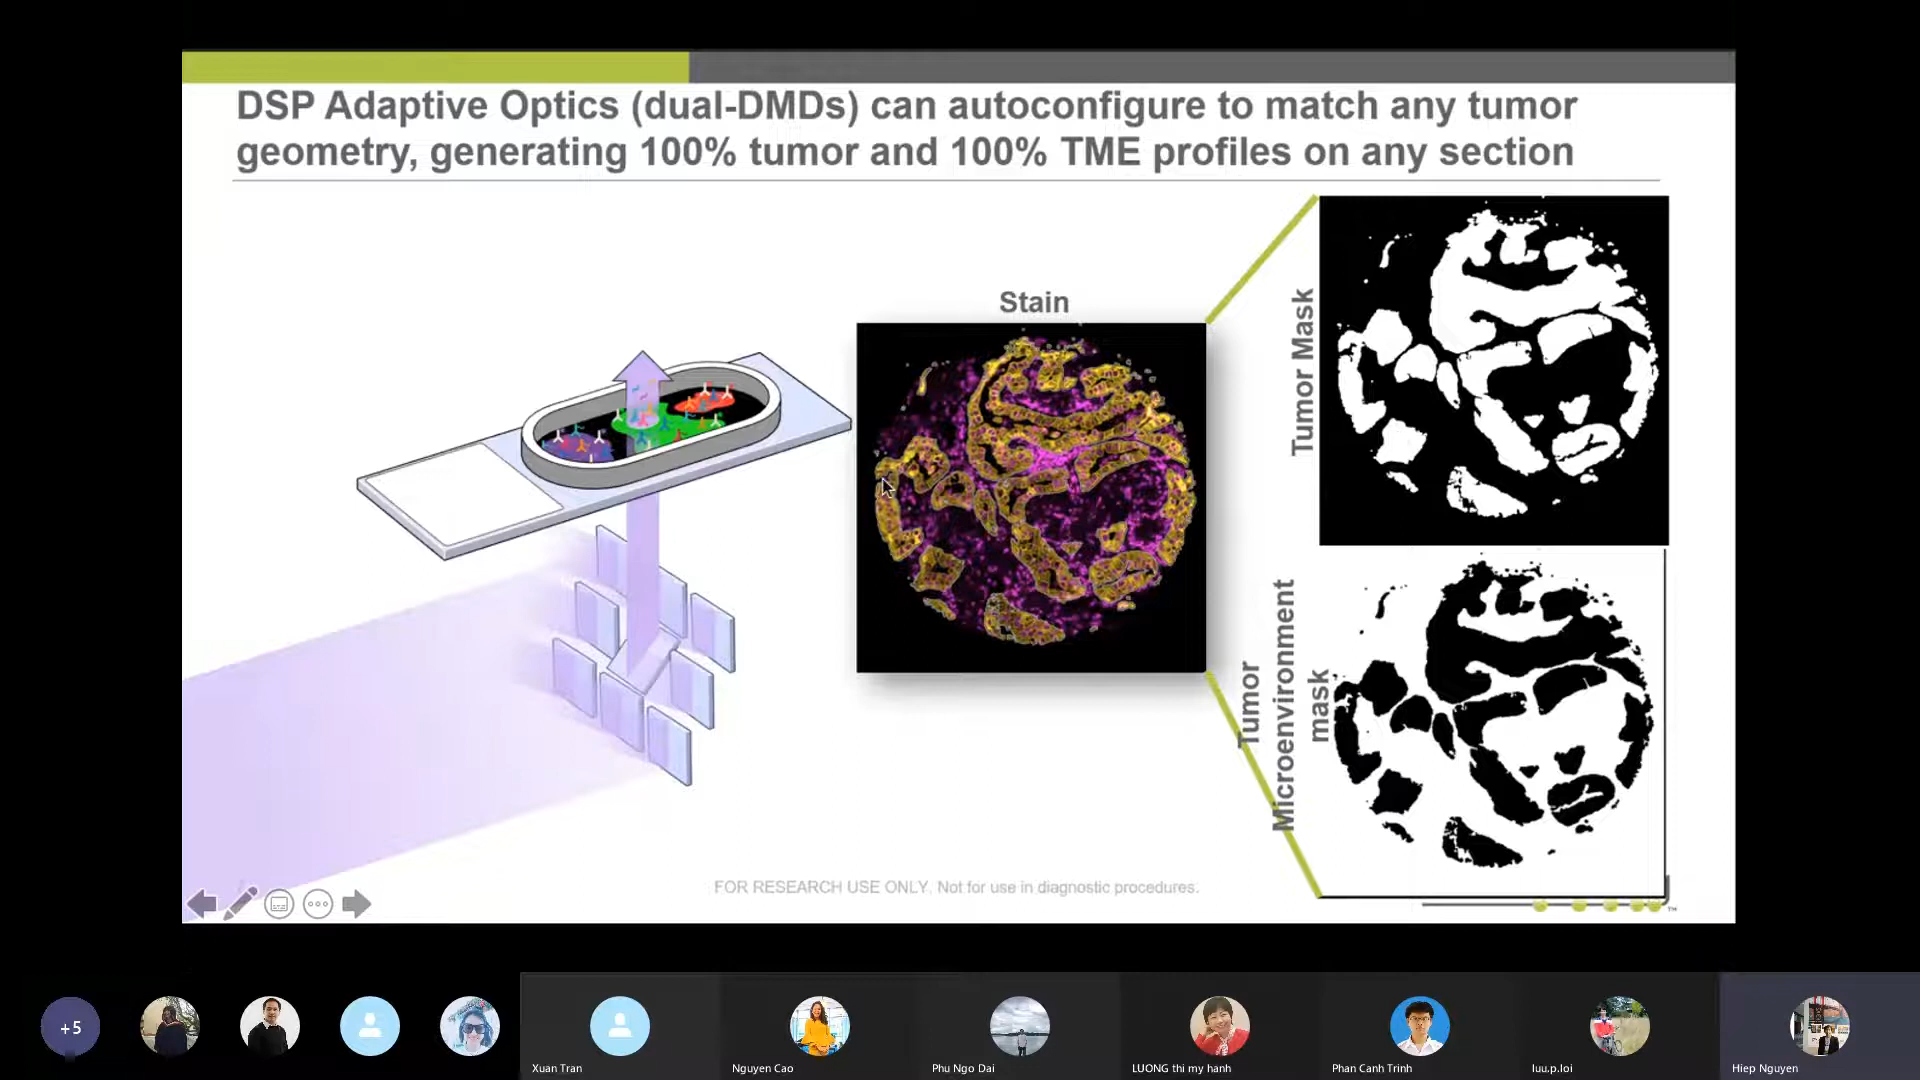 DSP Adaptive Optics (dual-DMDs) can autoconfigure to match any tumor
geometry, generating 100% tumor and 100% TME profiles on any section
Stain
Tumor Mask
Tumor
Microenvironment
mask
FOR RESEARCH USE ONLY. Not for use in diagnostic procedures.
TM
+5
Xuan Tran
Nguyen Cao
Phu Ngo Dai
LUONG thi my hanh
Phan Canh Trinh
luu.p.loi
Hiep Nguyen